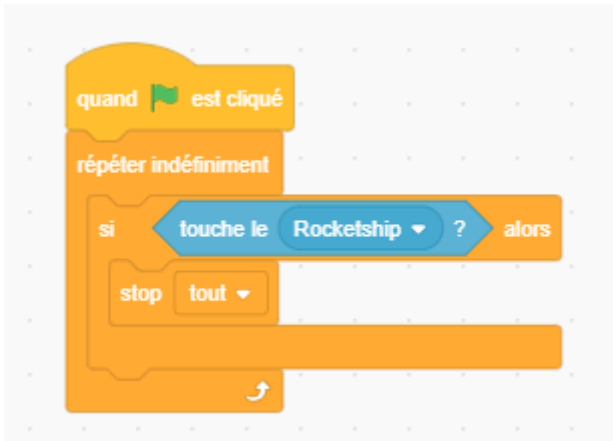 quand est cliqué
répéter indéfiniment
si touche le Rocketship ? alors
stop tout